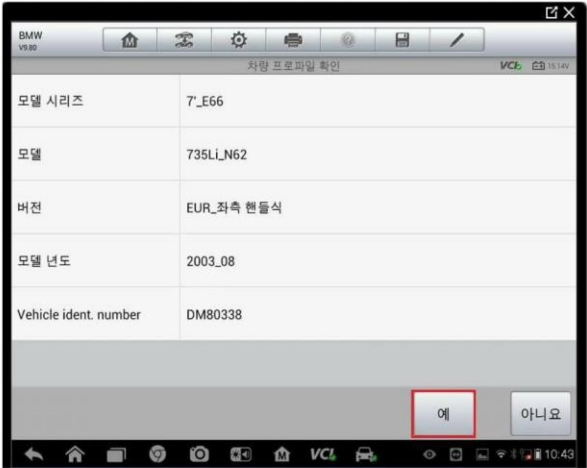 BMW
V9.80
차량 프로파일 확인
VCI 15.14V
모델 시리즈 7'_E66
모델 735Li_N62
버전 EUR_좌측 핸들식
모델 년도 2003_08
Vehicle ident. number DM80338
예 아니요
VCI 10:43